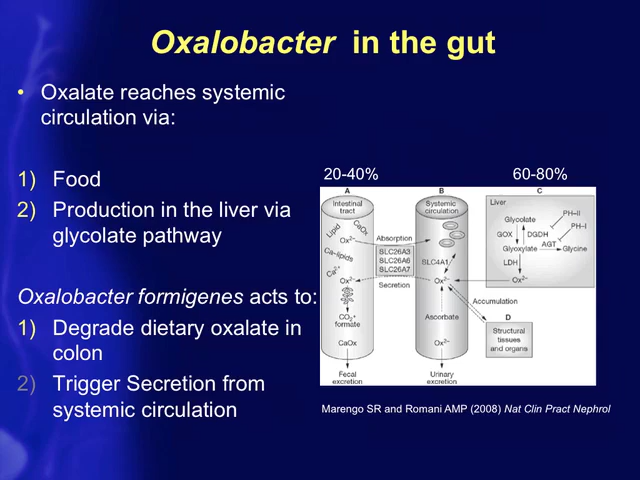 Oxalobacter in the gut
• Oxalate reaches systemic
circulation via:
1) Food
2) Production in the liver via
glycolate pathway
Oxalobacter formigenes acts to:
1) Degrade dietary oxalate in
colon
2) Trigger Secretion from
systemic circulation
20-40%
60-80%
A
Intestinal
tract
Lipid
CaOx
Ox²⁻
Ca-lipids
Ca²⁺
Ox²⁻
CO₂⁺
formate
CaOx
Fecal
excretion
Absorption
SLC26A3
SLC26A6
SLC26A7
Secretion
B
Systemic
circulation
SLC4A1
Ox²⁻
Ascorbate
Ox²⁻
Urinary
excretion
C
Liver
PH–II
Glycolate
PH–I
GOX DGDH
AGT
Glyoxylate Glycine
LDH
Ox²⁻
Accumulation
D
Structural
tissues
and organs
Marengo SR and Romani AMP (2008) Nat Clin Pract Nephrol